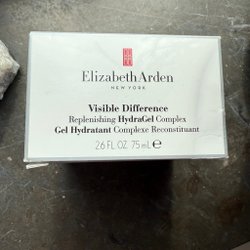 Elizabeth Arden
NEW YORK
Visible Difference
Replenishing HydraGel Complex
Gel Hydratant Complexe Reconstituant
2.6 FL. OZ. 75 mL ℮